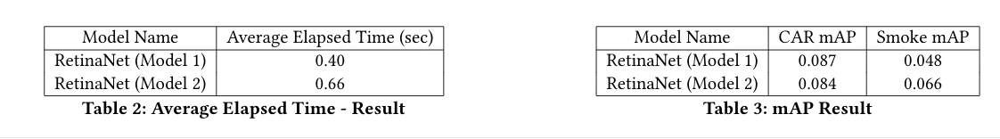 Model Name Average Elapsed Time (sec)
RetinaNet (Model 1) 0.40
RetinaNet (Model 2) 0.66
Table 2: Average Elapsed Time - Result
Model Name CAR mAP Smoke mAP
RetinaNet (Model 1) 0.087 0.048
RetinaNet (Model 2) 0.084 0.066
Table 3: mAP Result